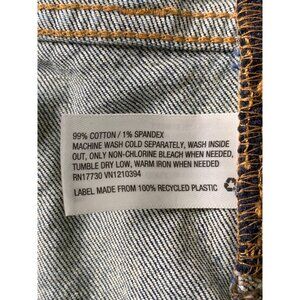 99% COTTON / 1% SPANDEX
MACHINE WASH COLD SEPARATELY, WASH INSIDE
OUT, ONLY NON-CHLORINE BLEACH WHEN NEEDED,
TUMBLE DRY LOW, WARM IRON WHEN NEEDED
RN17730 VN1210394
LABEL MADE FROM 100% RECYCLED PLASTIC